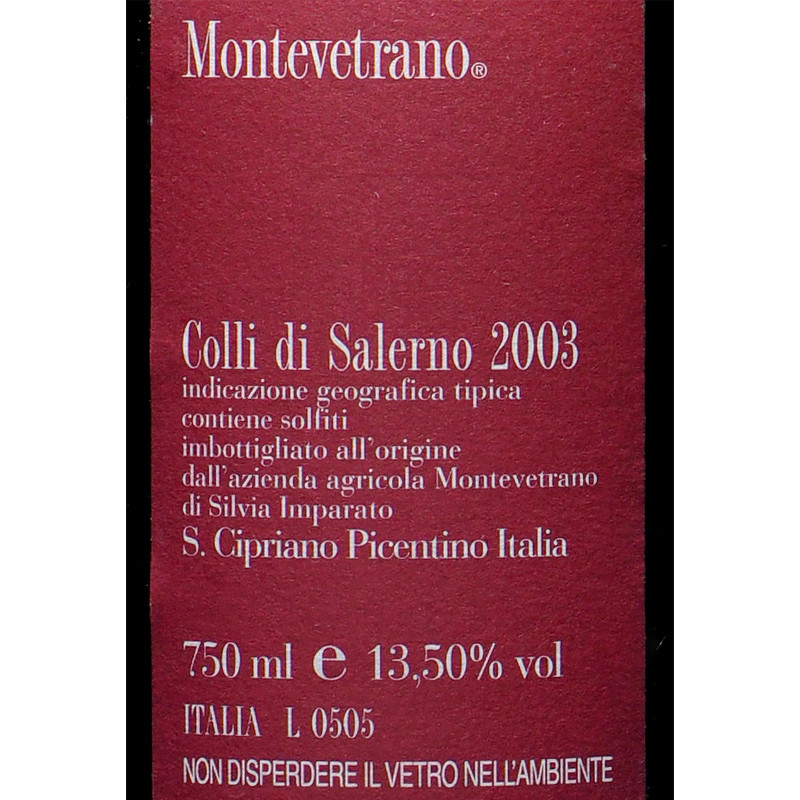 Montevetrano®
Colli di Salerno 2003
indicazione geografica tipica
contiene solfiti
imbottigliato all'origine
dall'azienda agricola Montevetrano
di Silvia Imparato
S. Cipriano Picentino Italia
750 ml e 13,50% vol
ITALIA L 0505
NON DISPERDERE IL VETRO NELL'AMBIENTE